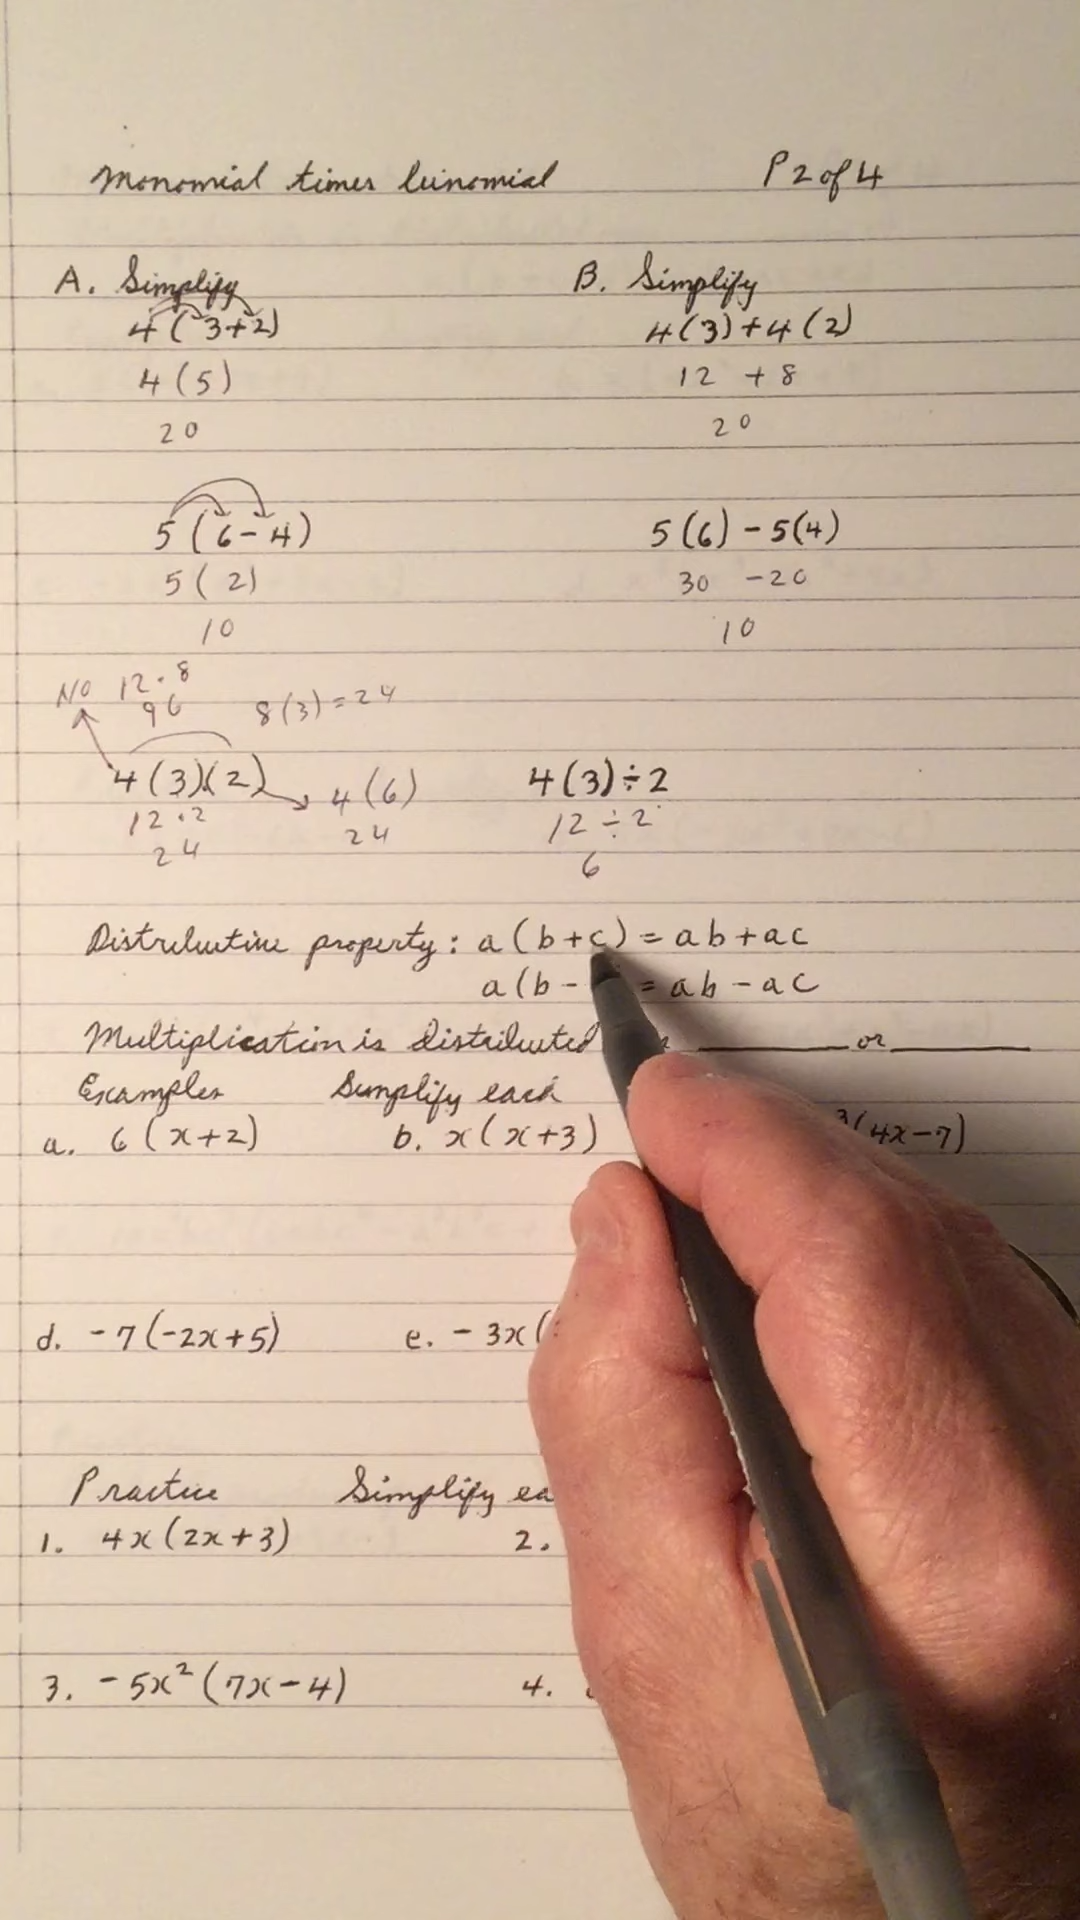 Monomial times binomial P 2 of 4
A. Simplify B. Simplify
4 ( 3+2) 4(3)+4(2)
4 (5) 12 + 8
20 20
5 (6-4) 5(6) - 5(4)
5 ( 2) 30 -20
10 10
NO 12·8
96 8(3)=24
4(3)(2) 4(6) 4(3)÷2
12·2 24 12÷2
24 6
Distributive property: a(b+c) = ab+ac
a(b- = ab-ac
Multiplication is distributed or
Examples Simplify each
a. 6(x+2) b. x(x+3) 3(4x-7)
d. -7(-2x+5) e. -3x(
Practice Simplify ea
1. 4x(2x+3) 2.
3. -5x²(7x-4) 4.